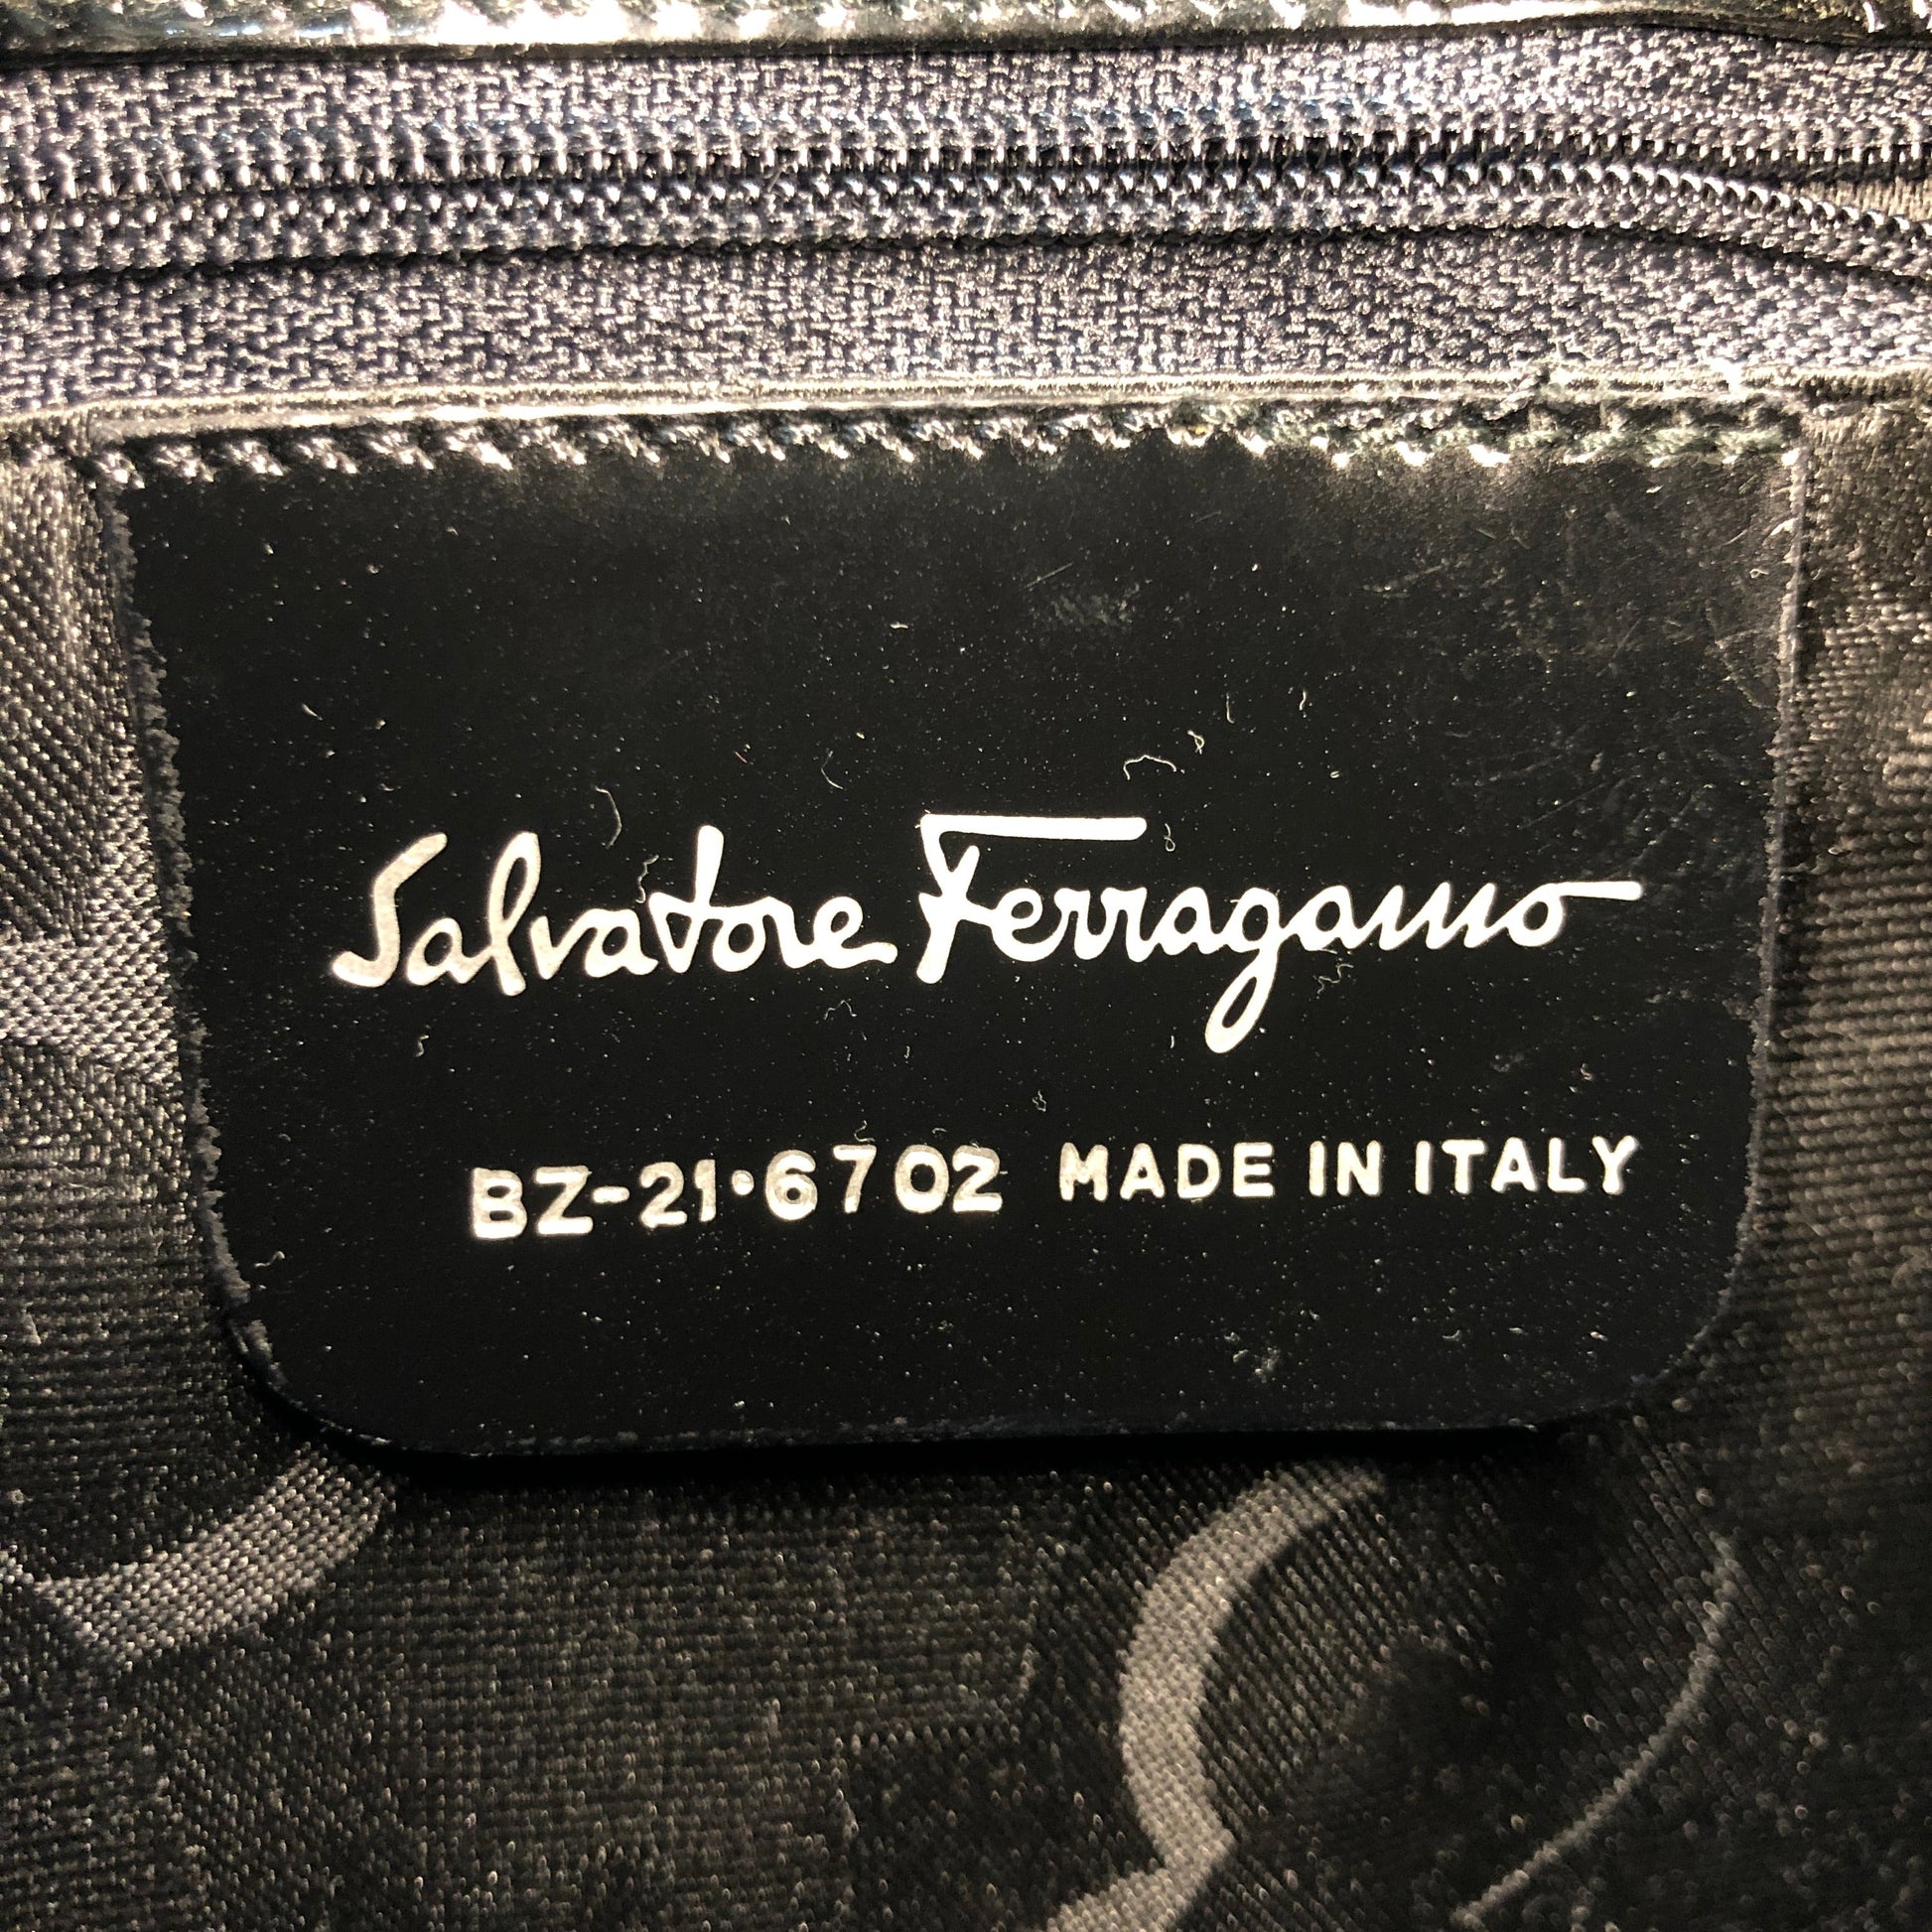 Salvatore Ferragamo
BZ-21·6702 MADE IN ITALY